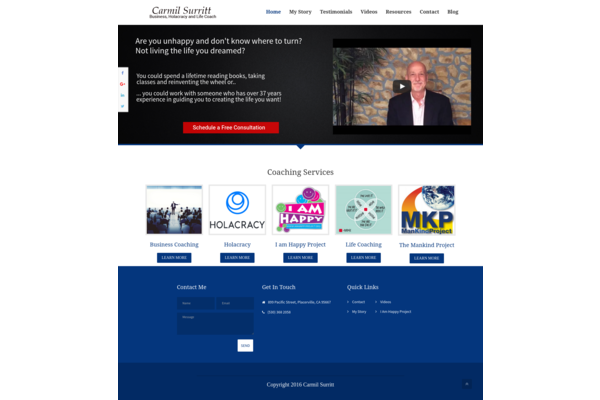 Carmil Surritt
Business, Holacracy and Life Coach
Home My Story Testimonials Videos Resources Contact Blog
Are you unhappy and don't know where to turn?
Not living the life you dreamed?
You could spend a lifetime reading books, taking
classes and reinventing the wheel or..
... you could work with someone who has over 37 years
experience in guiding you to creating the life you want!
Schedule a Free Consultation
Coaching Services
HOLACRACY
I AM
HAPPY
MKP
ManKindProject
Business Coaching
Holacracy
I am Happy Project
Life Coaching
The Mankind Project
LEARN MORE
LEARN MORE
LEARN MORE
LEARN MORE
LEARN MORE
Contact Me
Name
Email
Message
SEND
Get In Touch
Pacific Street, Placerville, CA 95667
Quick Links
Contact
Videos
My Story
I Am Happy Project
Copyright 2016 Carmil Surritt